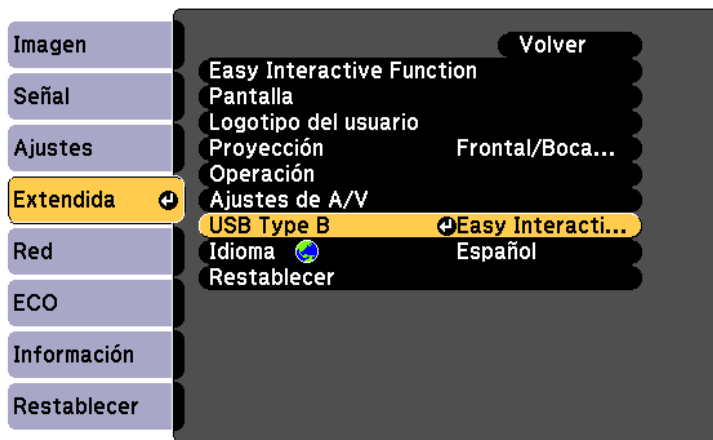 Imagen
Señal
Ajustes
Extendida
Red
ECO
Información
Restablecer
Volver
Easy Interactive Function
Pantalla
Logotipo del usuario
Proyección Frontal/Boca...
Operación
Ajustes de A/V
USB Type B Easy Interacti...
Idioma Español
Restablecer